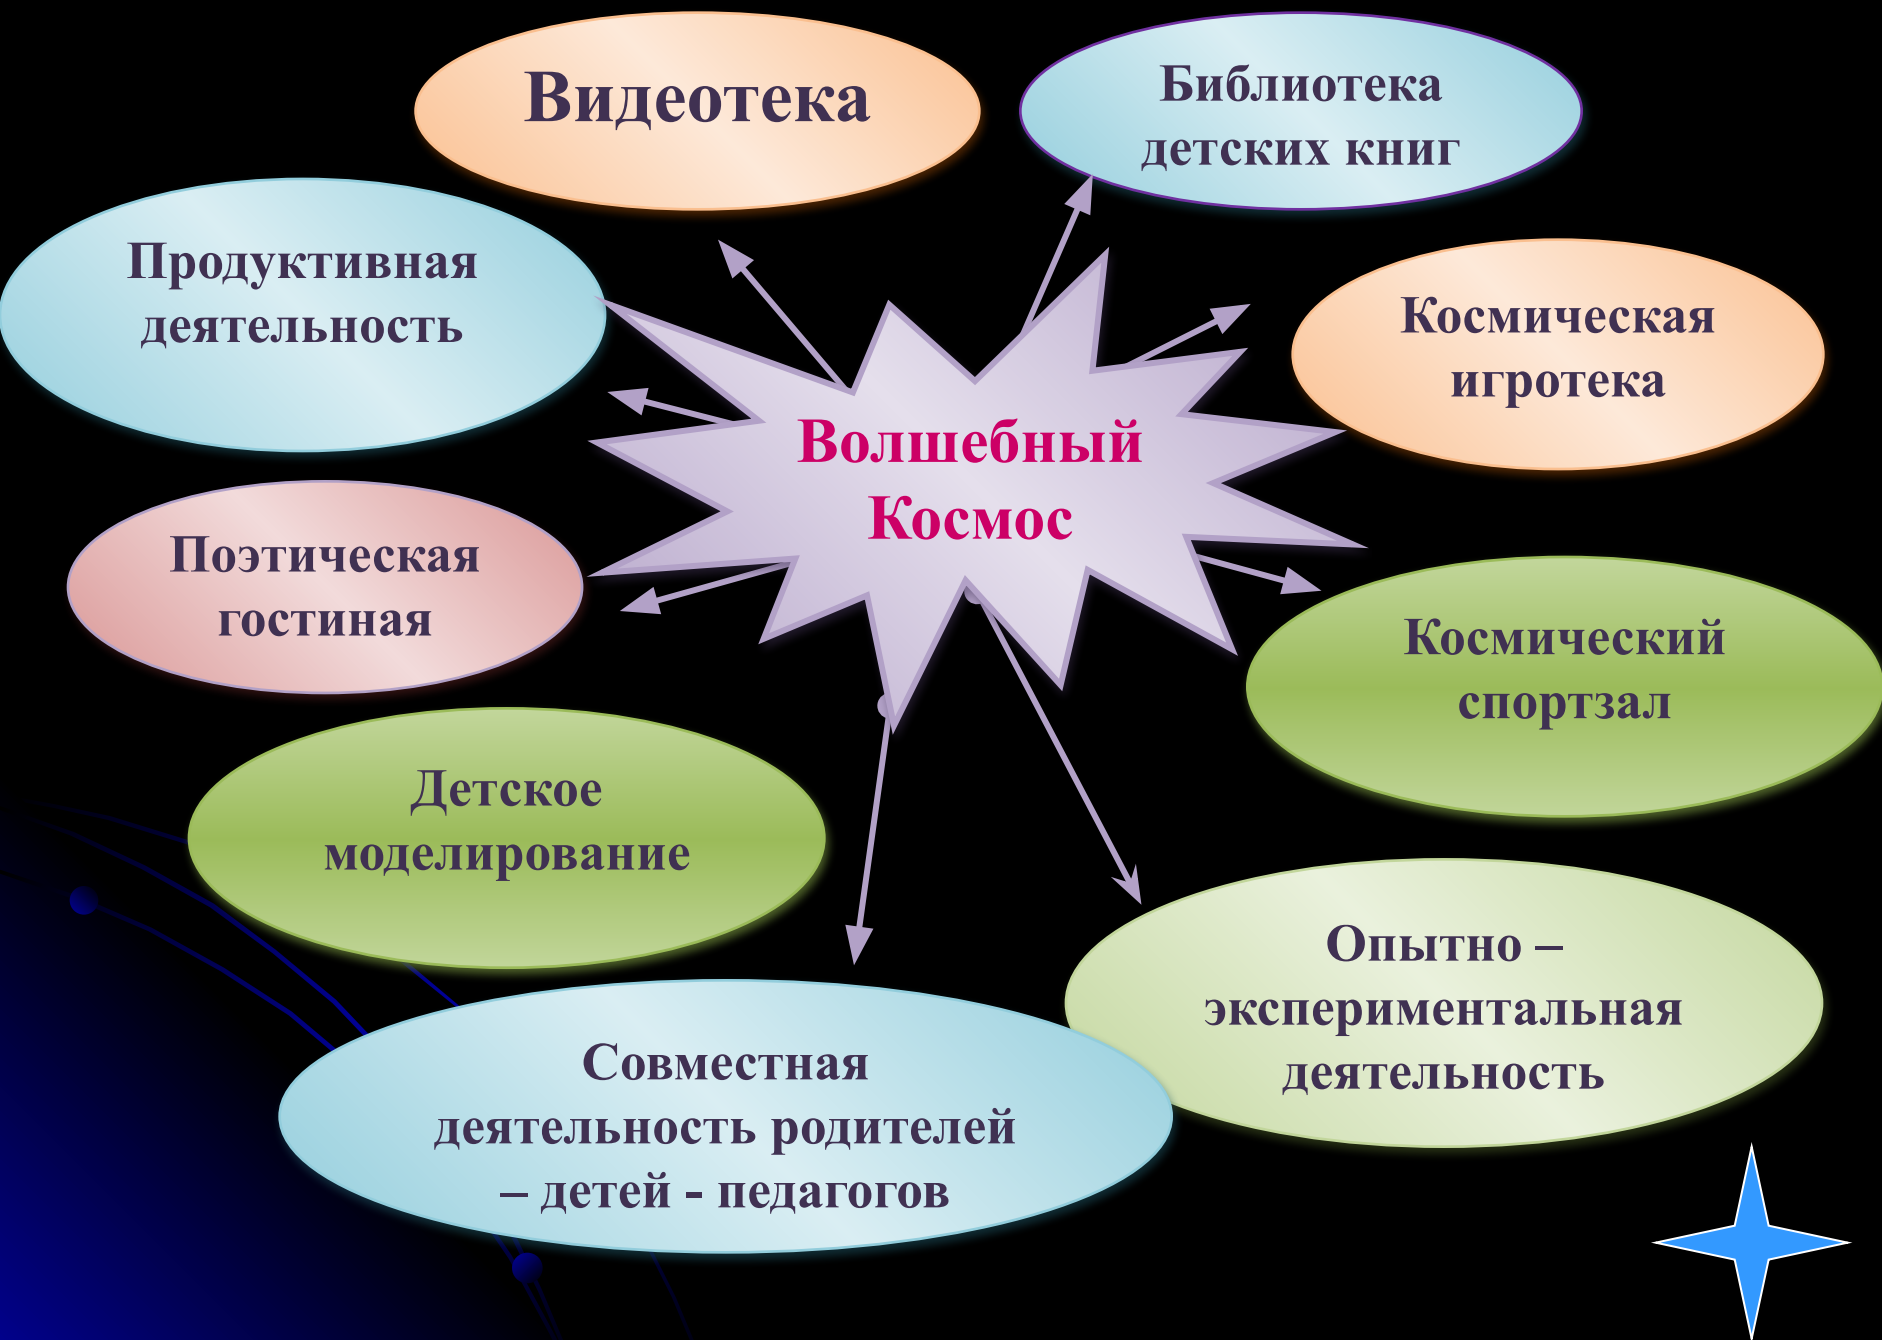 Видеотека
Библиотека
детских книг
Продуктивная
деятельность
Космическая
игротека
Волшебный
Космос
Поэтическая
гостиная
Космический
спортзал
Детское
моделирование
Опытно –
экспериментальная
деятельность
Совместная
деятельность родителей
– детей - педагогов